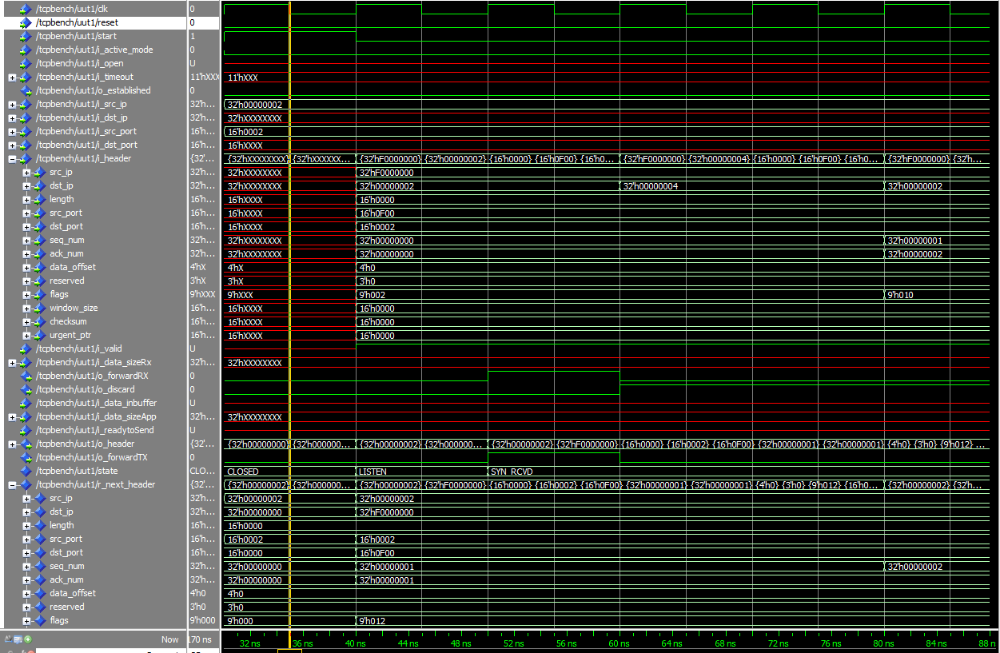 /tcpbench/uut1/clk 0
/tcpbench/uut1/reset 0
/tcpbench/uut1/start 1
/tcpbench/uut1/i_active_mode 0
/tcpbench/uut1/i_open U
/tcpbench/uut1/i_timeout 11'hXXX 11'hXXX
/tcpbench/uut1/o_established 0
/tcpbench/uut1/i_src_ip 32'h... 32'h00000002
/tcpbench/uut1/i_dst_ip 32'h... 32'hXXXXXXXX
/tcpbench/uut1/i_src_port 16'h... 16'h0002
/tcpbench/uut1/i_dst_port 16'h... 16'hXXXX
/tcpbench/uut1/i_header {32'... {32'hXXXXXXXX} {32'hXXXXXX... {32'hF0000000} {32'h00000002} {16'h0000} {16'h0F00} {16'h0... {32'hF0000000} {32'h00000004} {16'h0000} {16'h0F00} {16'h0... {32'hF0000000} {32'h...
src_ip 32'h... 32'hXXXXXXXX 32'hF0000000
dst_ip 32'h... 32'hXXXXXXXX 32'h00000002 32'h00000004 32'h00000002
length 16'h... 16'hXXXX 16'h0000
src_port 16'h... 16'hXXXX 16'h0F00
dst_port 16'h... 16'hXXXX 16'h0002
seq_num 32'h... 32'hXXXXXXXX 32'h00000000 32'h00000001
ack_num 32'h... 32'hXXXXXXXX 32'h00000000 32'h00000002
data_offset 4'hX 4'hX 4'h0
reserved 3'hX 3'hX 3'h0
flags 9'hXXX 9'hXXX 9'h002 9'h010
window_size 16'h... 16'hXXXX 16'h0000
checksum 16'h... 16'hXXXX 16'h0000
urgent_ptr 16'h... 16'hXXXX 16'h0000
/tcpbench/uut1/i_valid U
/tcpbench/uut1/i_data_sizeRx 32'h... 32'hXXXXXXXX
/tcpbench/uut1/o_forwardRX 0
/tcpbench/uut1/o_discard 0
/tcpbench/uut1/i_data_inbuffer U
/tcpbench/uut1/i_data_sizeApp 32'h... 32'hXXXXXXXX
/tcpbench/uut1/i_readytoSend U
/tcpbench/uut1/o_header {32'... {32'h00000000} {32'h000000... {32'h00000002} {32'h000000... {32'h00000002} {32'hF0000000} {16'h0000} {16'h0002} {16'h0F00} {32'h00000001} {32'h00000001} {4'h0} {3'h0} {9'h012} ...
/tcpbench/uut1/o_forwardTX 0
/tcpbench/uut1/state CLO... CLOSED LISTEN SYN_RCVD
/tcpbench/uut1/r_next_header {32'... {32'h00000002} {32'h000000... {32'h00000002} {32'hF0000000} {16'h0000} {16'h0002} {16'h0F00} {32'h00000001} {32'h00000001} {4'h0} {3'h0} {9'h012} {16'h0... {32'h00000002} {32'h...
src_ip 32'h... 32'h00000002 32'h00000002
dst_ip 32'h... 32'h00000000 32'hF0000000
length 16'h... 16'h0000
src_port 16'h... 16'h0002 16'h0002
dst_port 16'h... 16'h0000 16'h0F00
seq_num 32'h... 32'h00000000 32'h00000001 32'h00000002
ack_num 32'h... 32'h00000000 32'h00000001
data_offset 4'h0 4'h0
reserved 3'h0 3'h0
flags 9'h000 9'h000 9'h012
Now 170 ns 32 ns 36 ns 40 ns 44 ns 48 ns 52 ns 56 ns 60 ns 64 ns 68 ns 72 ns 76 ns 80 ns 84 ns 88 n